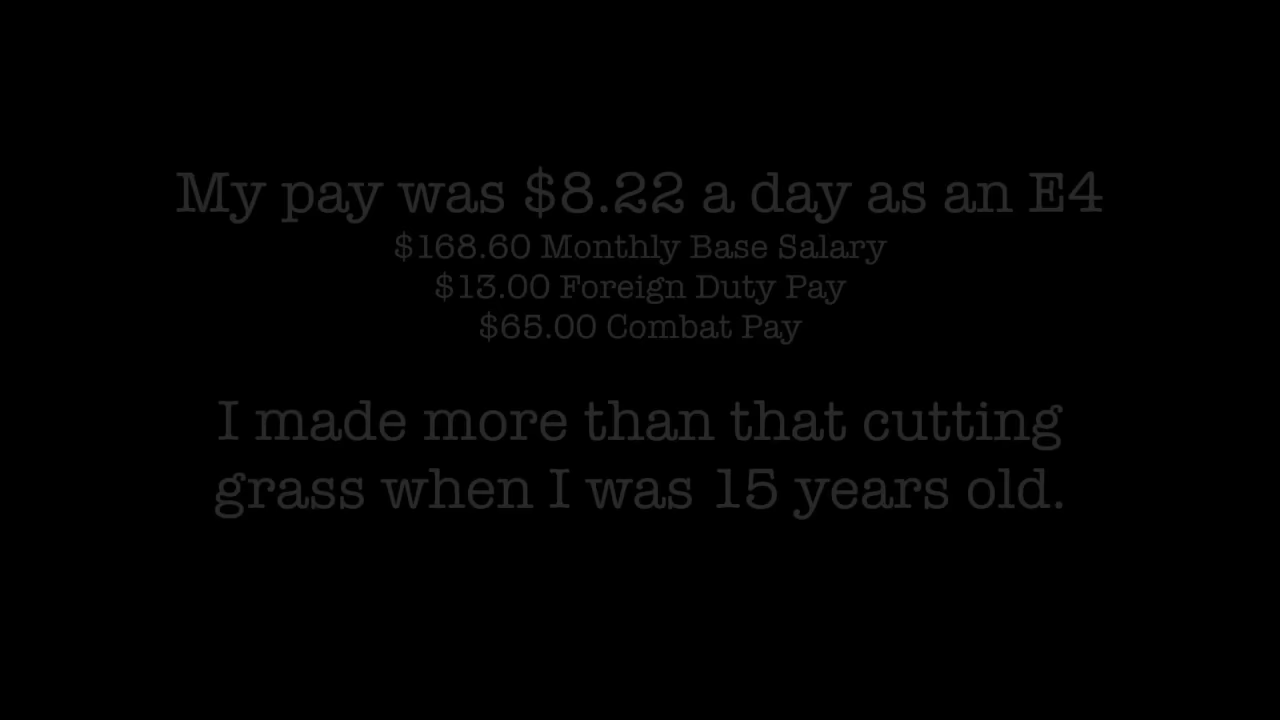 My pay was $8.22 a day as an E4
$168.60 Monthly Base Salary
$13.00 Foreign Duty Pay
$65.00 Combat Pay
I made more than that cutting
grass when I was 15 years old.